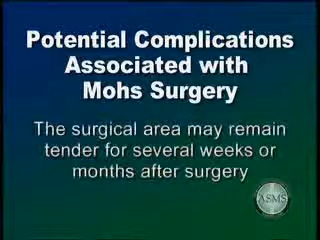 Potential Complications
Associated with
Mohs Surgery
The surgical area may remain
tender for several weeks or
months after surgery
ASMS